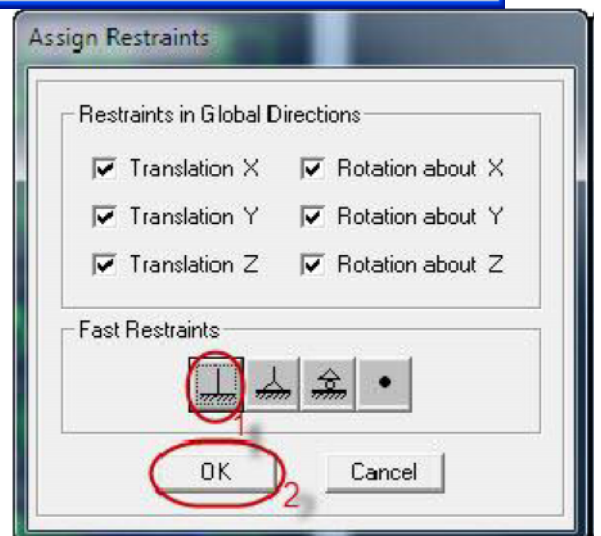 Assign Restraints
Restraints in Global Directions
Translation X Rotation about X
Translation Y Rotation about Y
Translation Z Rotation about Z
Fast Restraints
1
OK Cancel
2